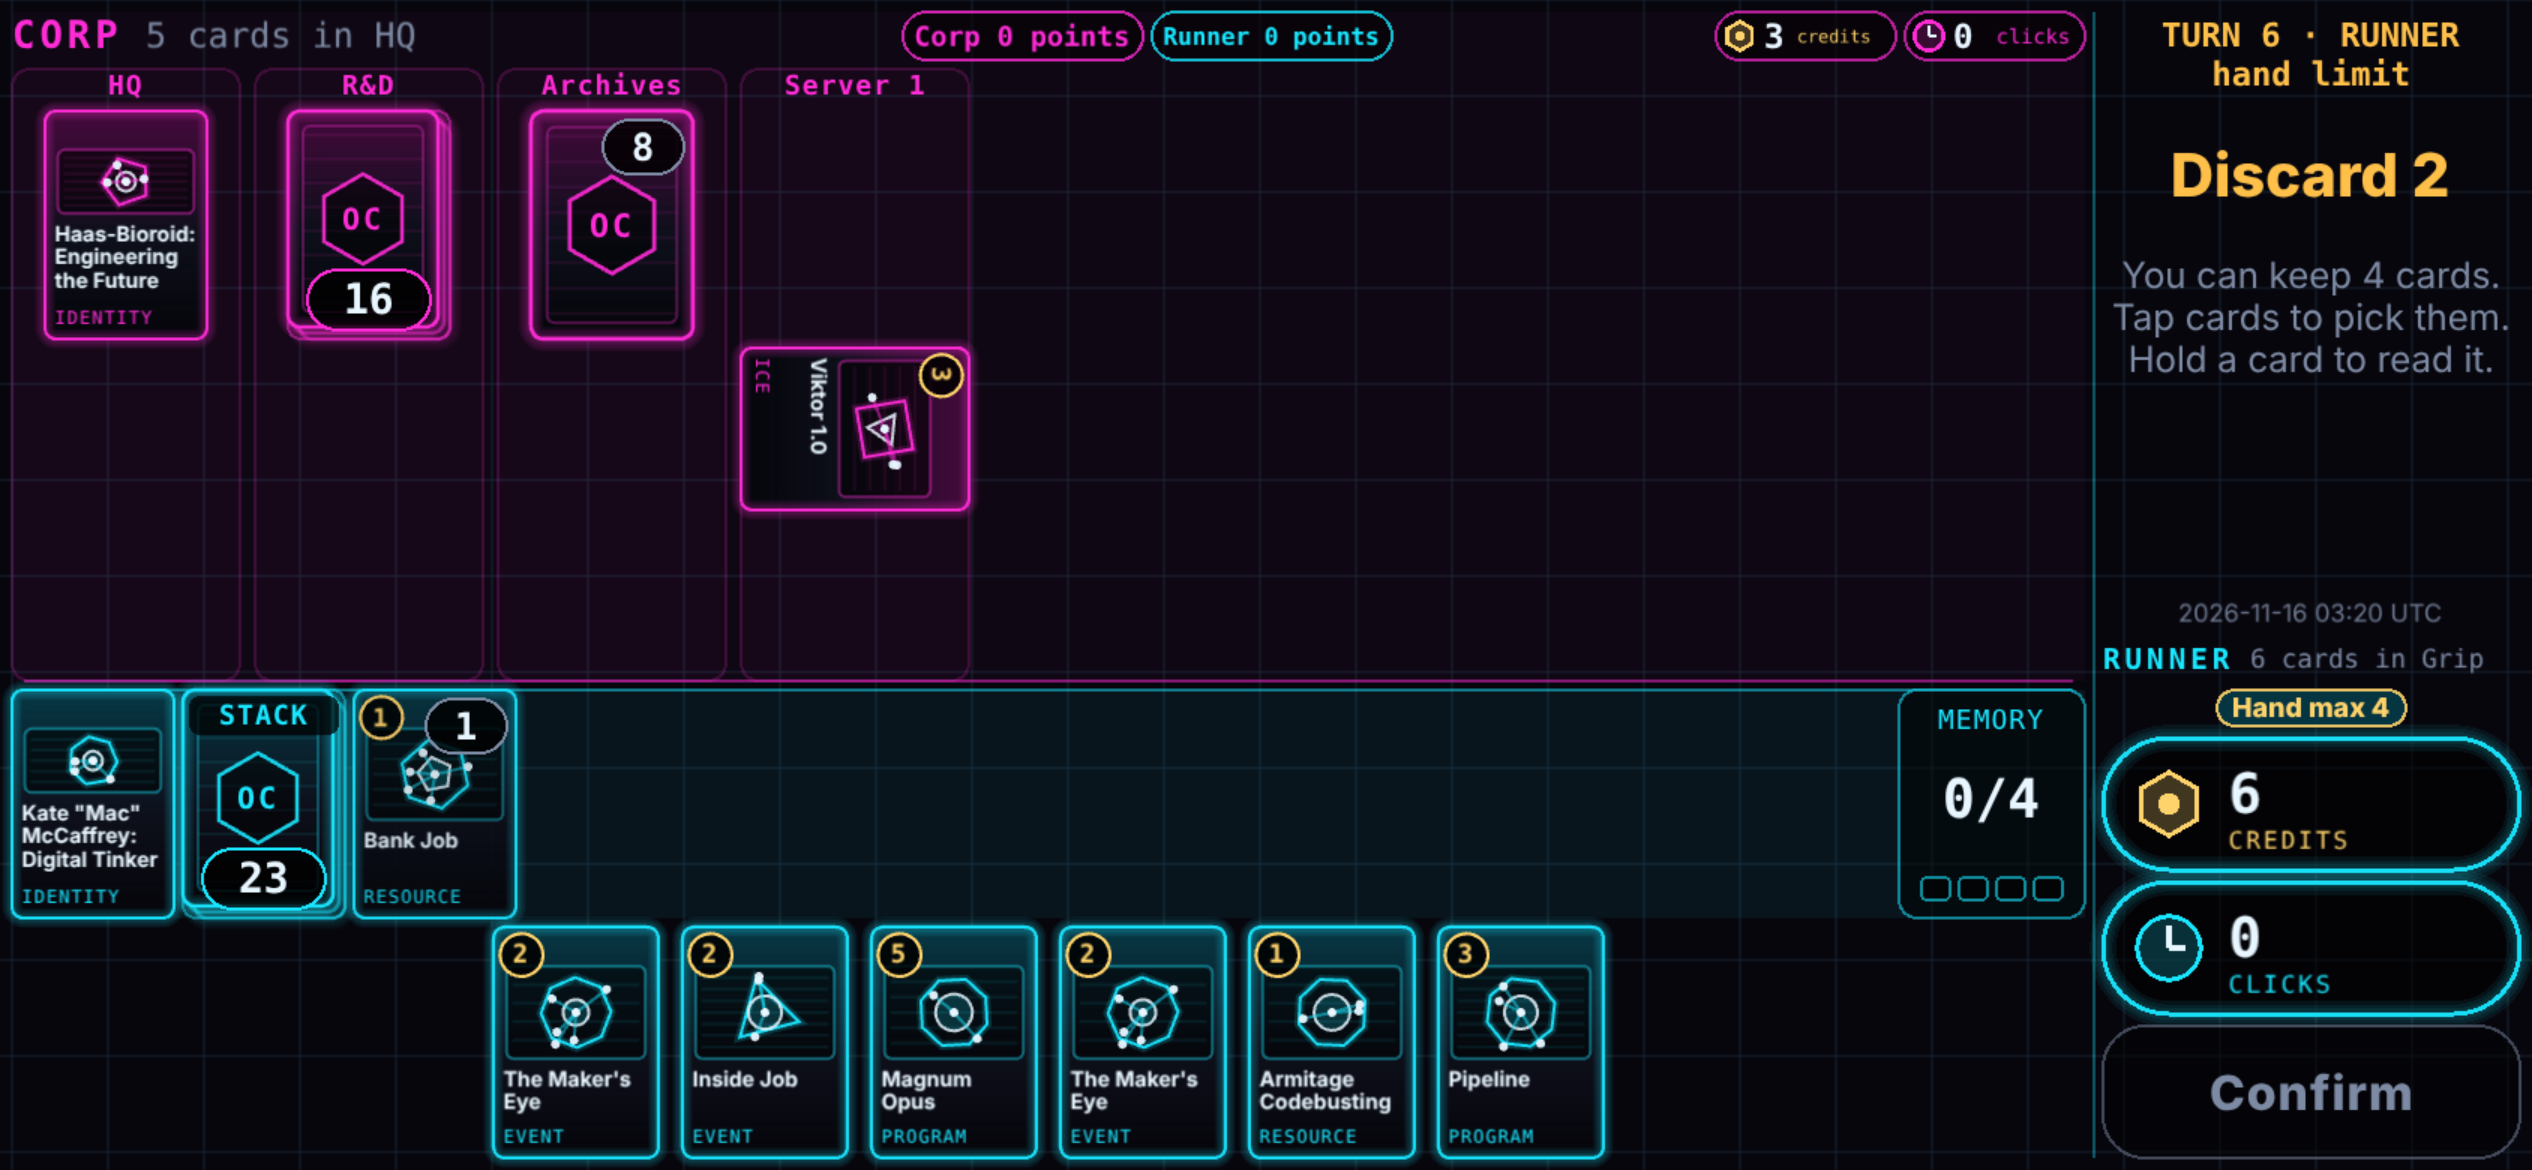 CORP 5 cards in HQ
Corp 0 points
Runner 0 points
3 credits
0 clicks
TURN 6 · RUNNER
hand limit
Discard 2
You can keep 4 cards.
Tap cards to pick them.
Hold a card to read it.
HQ
R&D
Archives
Server 1
Haas-Bioroid:
Engineering
the Future
IDENTITY
OC
16
8
OC
3
Viktor 1.0
ICE
2026-11-16 03:20 UTC
RUNNER 6 cards in Grip
Hand max 4
6
CREDITS
0
CLICKS
Confirm
Kate "Mac"
McCaffrey:
Digital Tinker
IDENTITY
STACK
OC
23
1
1
Bank Job
RESOURCE
MEMORY
0/4
2
The Maker's
Eye
EVENT
2
Inside Job
EVENT
5
Magnum
Opus
PROGRAM
2
The Maker's
Eye
EVENT
1
Armitage
Codebusting
RESOURCE
3
Pipeline
PROGRAM